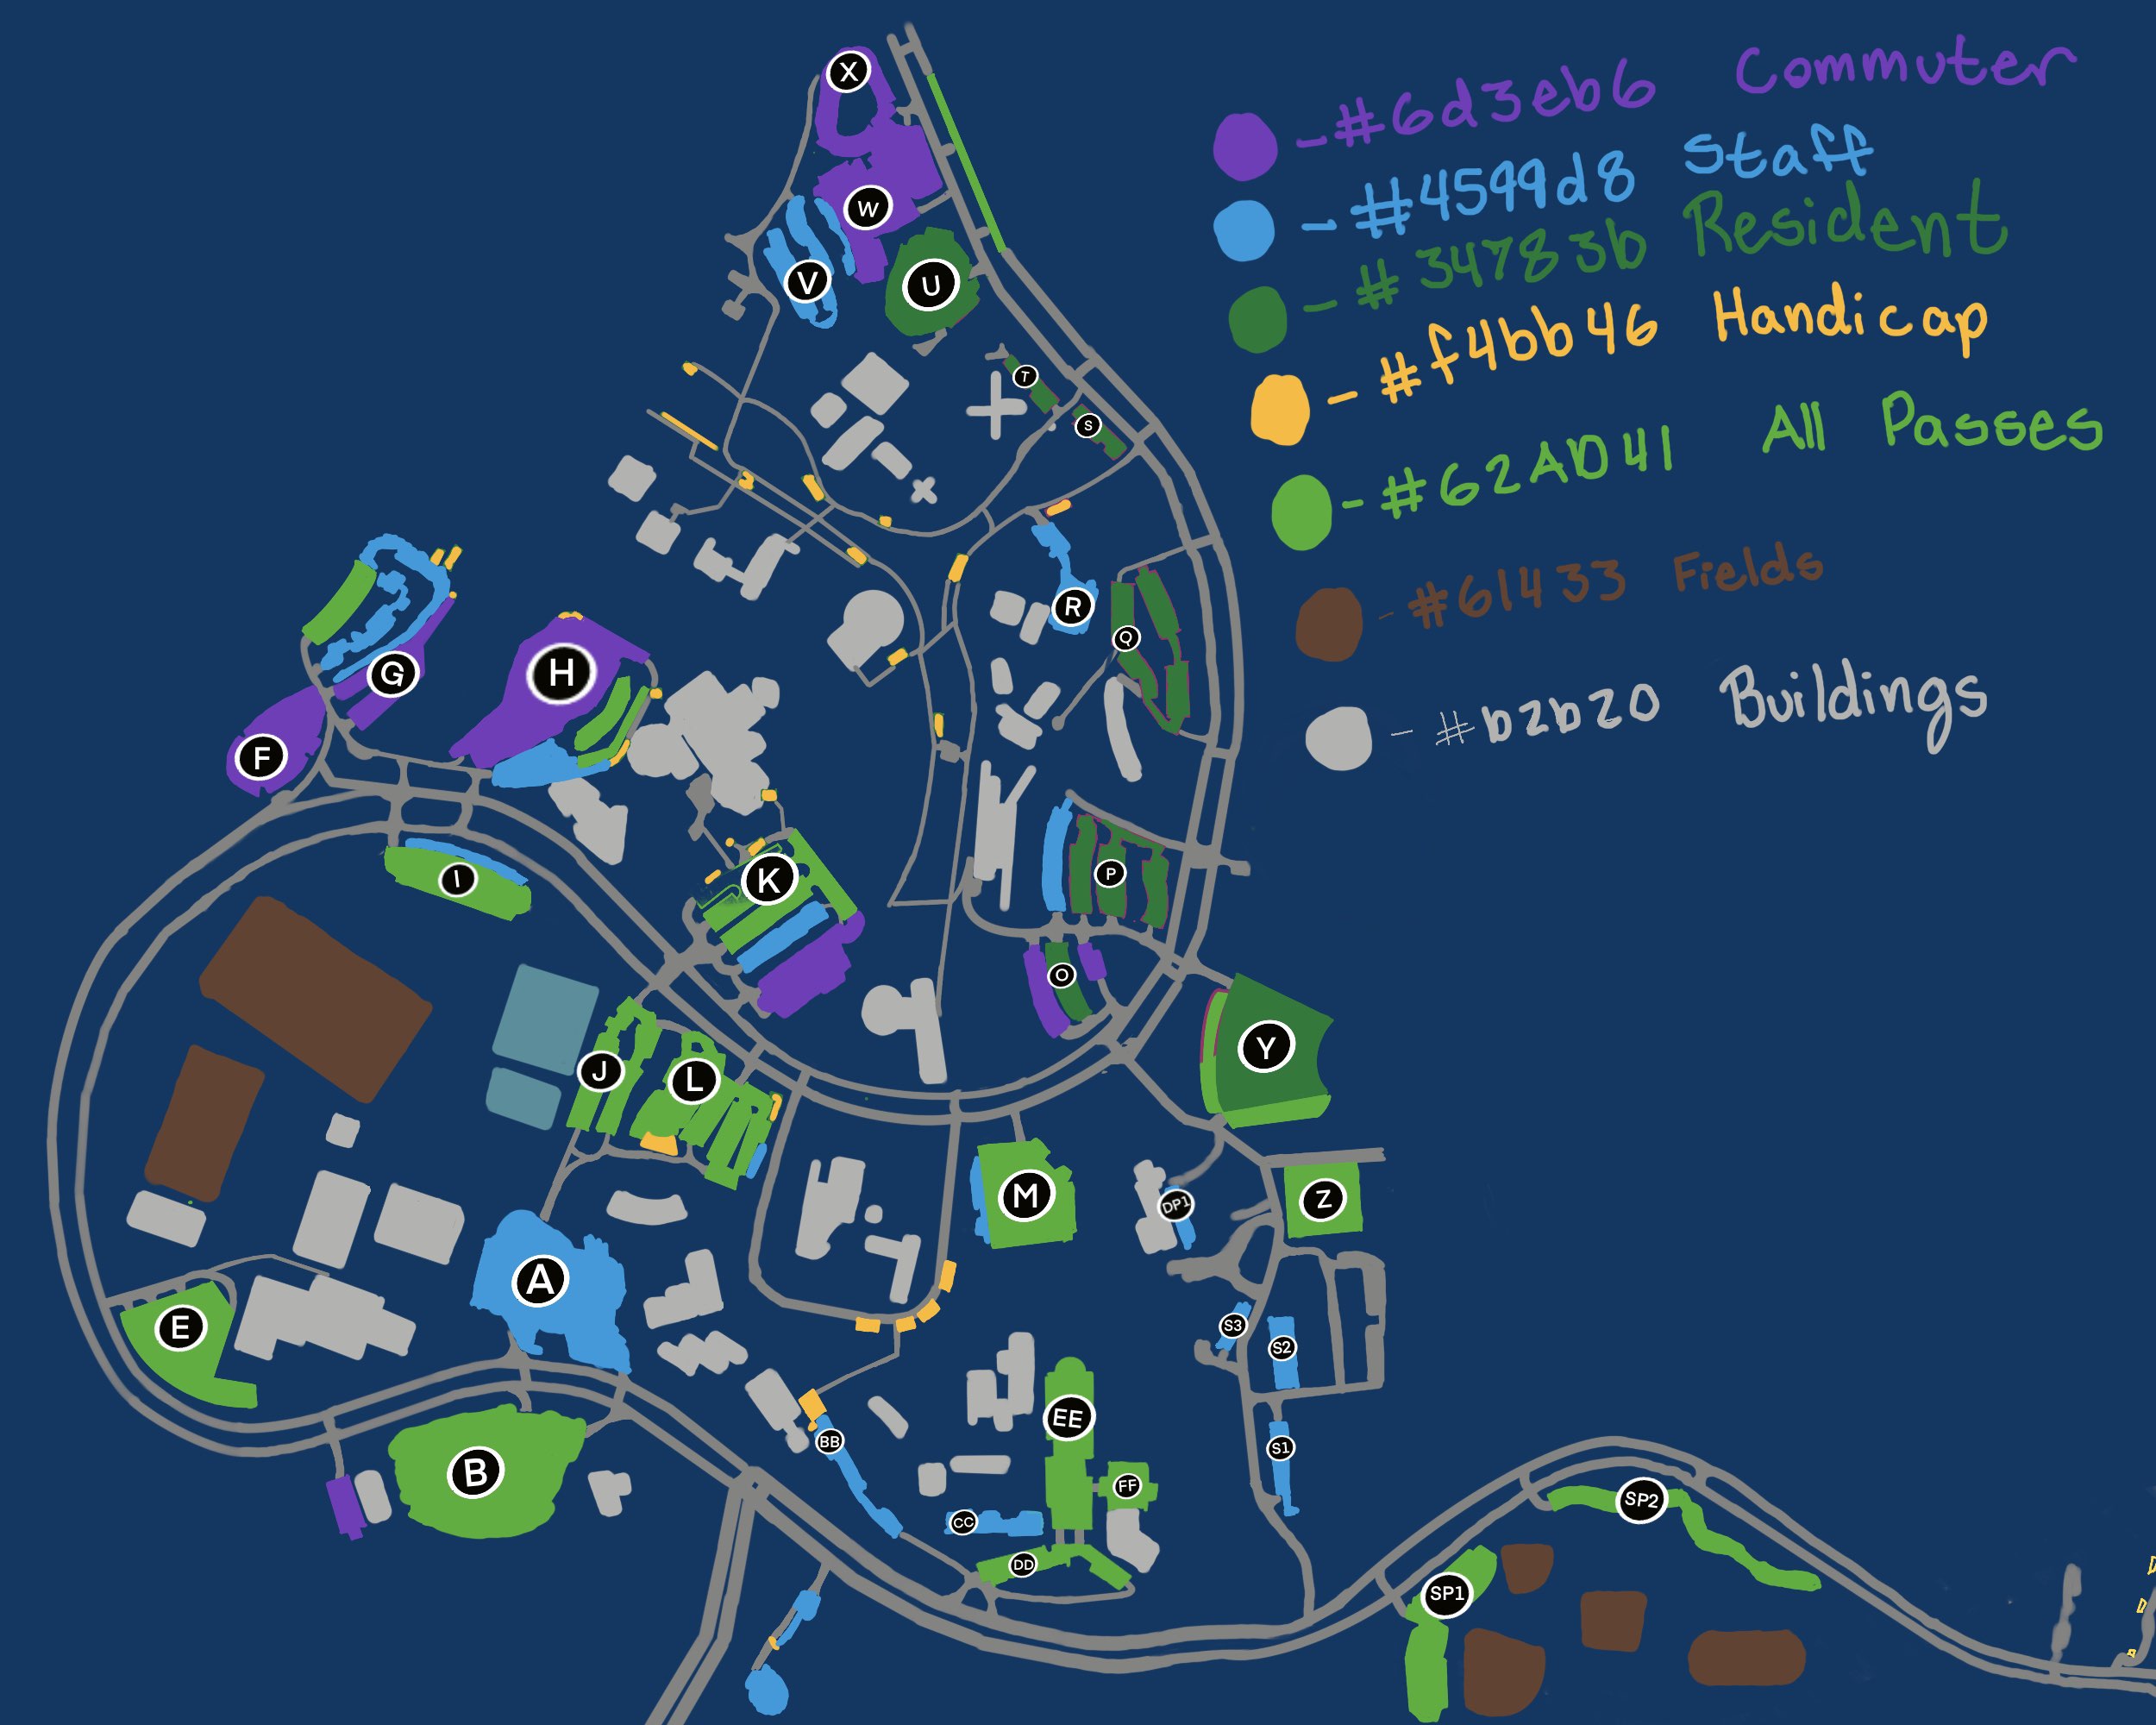 -#6d3eb6 Commuter
-#4599d8 Staff
-#34783b Resident
-#f4bb46 Handicap
-#62AD41 All Passes
-#61433 Fields
-#b2b20 Buildings
X
W
V
U
T
S
R
Q
G
H
F
I
K
P
O
Y
J
L
M
DP1
Z
A
E
S3
S2
B
BB
EE
S1
FF
CC
DD
SP2
SP1